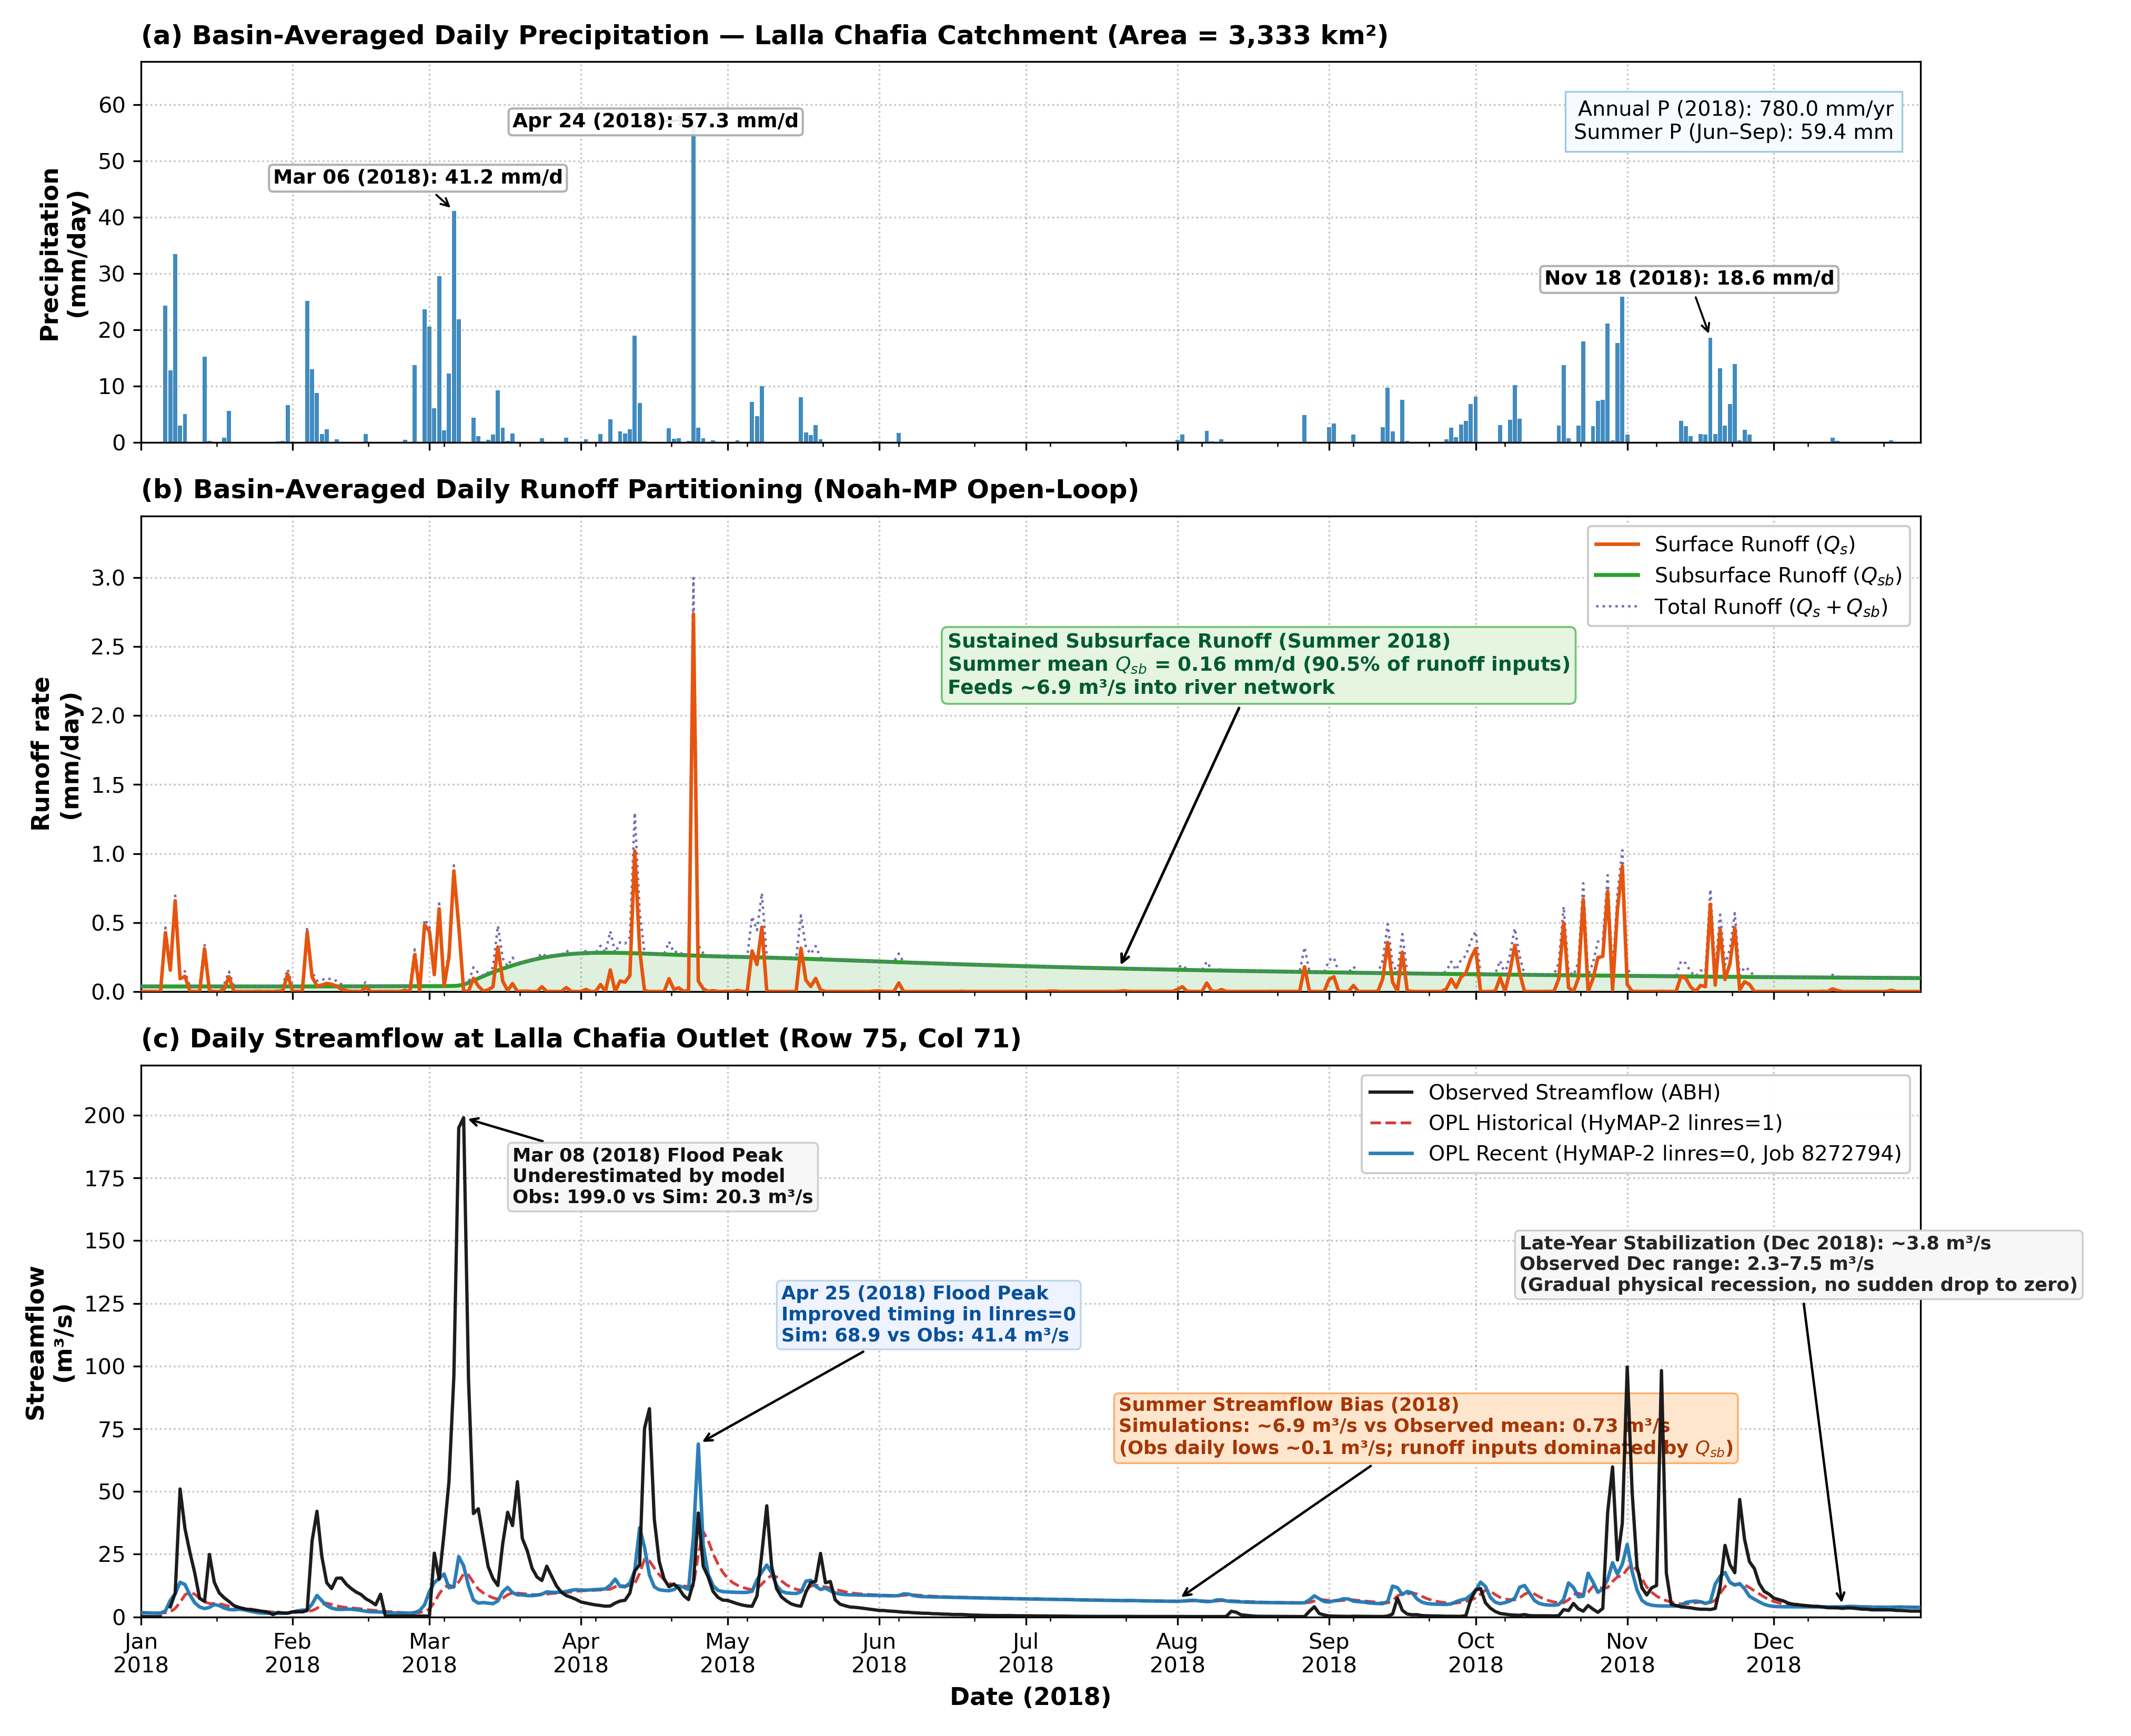 (a) Basin-Averaged Daily Precipitation — Lalla Chafia Catchment (Area = 3,333 km²)
Precipitation
(mm/day)
60
50
40
30
20
10
0
Apr 24 (2018): 57.3 mm/d
Mar 06 (2018): 41.2 mm/d
Nov 18 (2018): 18.6 mm/d
Annual P (2018): 780.0 mm/yr
Summer P (Jun–Sep): 59.4 mm
(b) Basin-Averaged Daily Runoff Partitioning (Noah-MP Open-Loop)
Runoff rate
(mm/day)
3.0
2.5
2.0
1.5
1.0
0.5
0.0
Surface Runoff (Qs)
Subsurface Runoff (Qsb)
Total Runoff (Qs + Qsb)
Sustained Subsurface Runoff (Summer 2018)
Summer mean Qsb = 0.16 mm/d (90.5% of runoff inputs)
Feeds ~6.9 m³/s into river network
(c) Daily Streamflow at Lalla Chafia Outlet (Row 75, Col 71)
Streamflow
(m³/s)
200
175
150
125
100
75
50
25
0
Observed Streamflow (ABH)
OPL Historical (HyMAP-2 linres=1)
OPL Recent (HyMAP-2 linres=0, Job 8272794)
Mar 08 (2018) Flood Peak
Underestimated by model
Obs: 199.0 vs Sim: 20.3 m³/s
Late-Year Stabilization (Dec 2018): ~3.8 m³/s
Observed Dec range: 2.3–7.5 m³/s
(Gradual physical recession, no sudden drop to zero)
Apr 25 (2018) Flood Peak
Improved timing in linres=0
Sim: 68.9 vs Obs: 41.4 m³/s
Summer Streamflow Bias (2018)
Simulations: ~6.9 m³/s vs Observed mean: 0.73 m³/s
(Obs daily lows ~0.1 m³/s; runoff inputs dominated by Qsb)
Jan Feb Mar Apr May Jun Jul Aug Sep Oct Nov Dec
2018 2018 2018 2018 2018 2018 2018 2018 2018 2018 2018 2018
Date (2018)